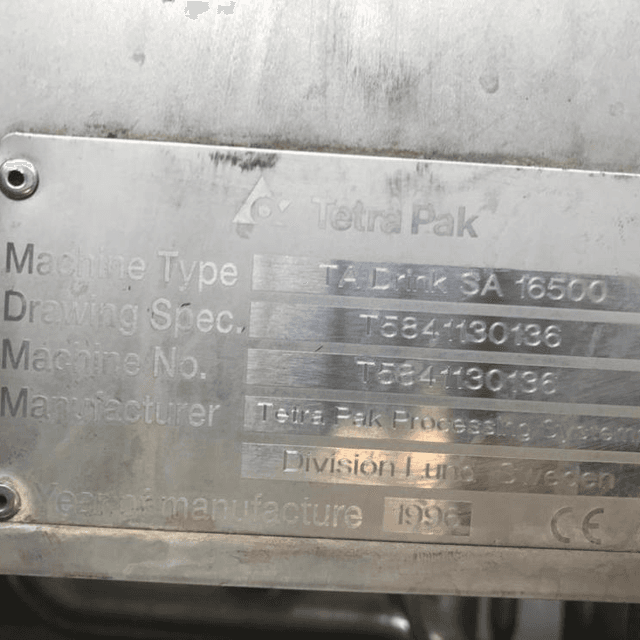 Tetra Pak
Machine Type TA Drink SA 16500
Drawing Spec. T5841130136
Machine No. T5841130136
Manufacturer Tetra Pak Processing System
Division Lund, Sweden
Year of manufacture 1996 CE